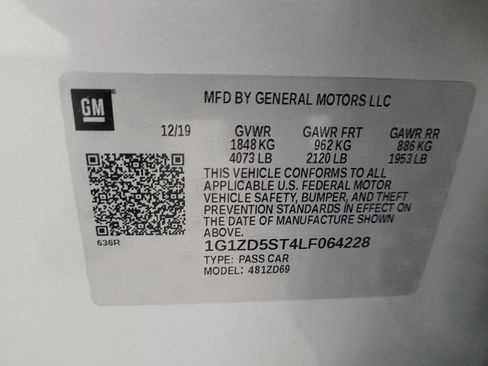 GM
MFD BY GENERAL MOTORS LLC
12/19 GVWR GAWR FRT GAWR RR
1848 KG 962 KG 886 KG
4073 LB 2120 LB 1953 LB
THIS VEHICLE CONFORMS TO ALL
APPLICABLE U.S. FEDERAL MOTOR
VEHICLE SAFETY, BUMPER, AND THEFT
PREVENTION STANDARDS IN EFFECT ON
THE DATE OF MANUFACTURE SHOWN
ABOVE.
636R
1G1ZD5ST4LF064228
TYPE: PASS CAR
MODEL: 481ZD69